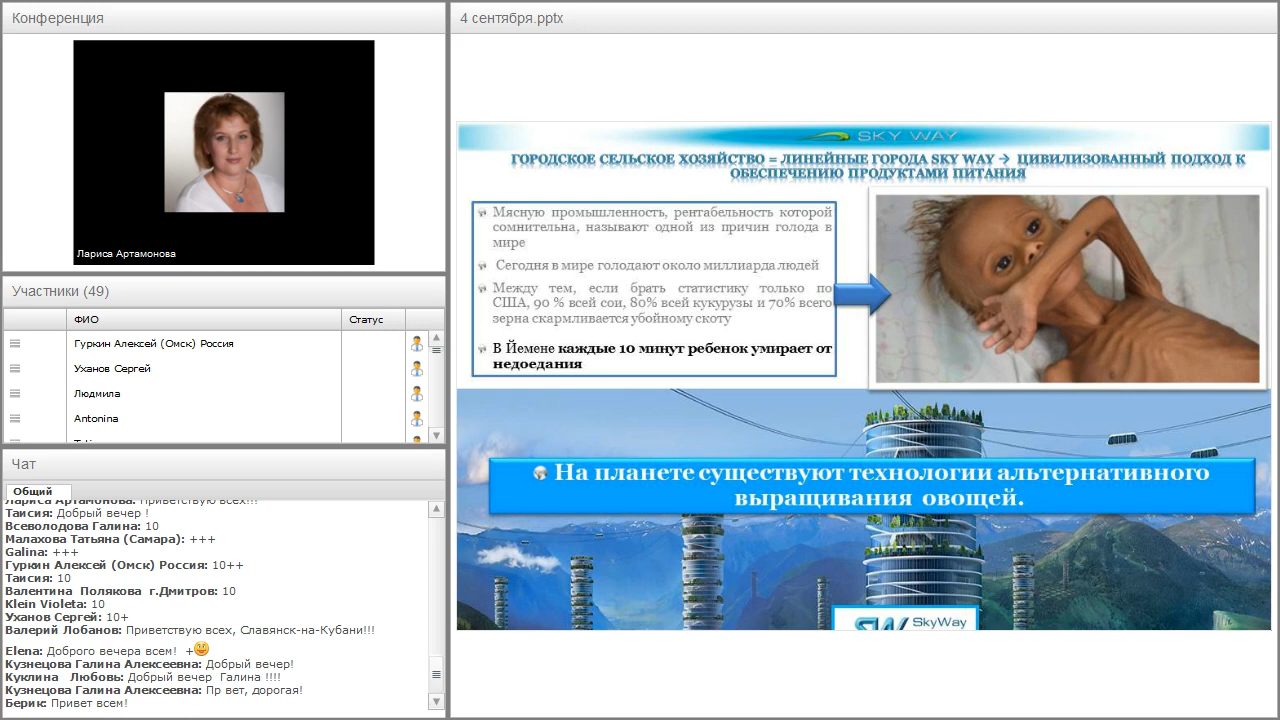 Конференция
Лариса Артамонова
Участники (49)
ФИО
Статус
Гуркин Алексей (Омск) Россия
Уханов Сергей
Людмила
Antonina
Чат
Общий
Лариса Артамонова: Приветствую всех!!!
Таисия: Добрый вечер !
Всеволодова Галина: 10
Малахова Татьяна (Самара): +++
Galina: +++
Гуркин Алексей (Омск) Россия: 10++
Таисия: 10
Валентина Полякова г.Дмитров: 10
Klein Violeta: 10
Уханов Сергей: 10+
Валерий Лобанов: Приветствую всех, Славянск-на-Кубани!!!
Elena: Доброго вечера всем! +
Кузнецова Галина Алексеевна: Добрый вечер!
Куклина Любовь: Добрый вечер Галина !!!!
Кузнецова Галина Алексеевна: Пр вет, дорогая!
Берик: Привет всем!
4 сентября.pptx
SKY WAY
ГОРОДСКОЕ СЕЛЬСКОЕ ХОЗЯЙСТВО = ЛИНЕЙНЫЕ ГОРОДА SKY WAY → ЦИВИЛИЗОВАННЫЙ ПОДХОД К
ОБЕСПЕЧЕНИЮ ПРОДУКТАМИ ПИТАНИЯ
Мясную промышленность, рентабельность которой
сомнительна, называют одной из причин голода в
мире
Сегодня в мире голодают около миллиарда людей
Между тем, если брать статистику только по
США, 90 % всей сои, 80% всей кукурузы и 70% всего
зерна скармливается убойному скоту
В Йемене каждые 10 минут ребенок умирает от
недоедания
На планете существуют технологии альтернативного
выращивания овощей.
SW SkyWay